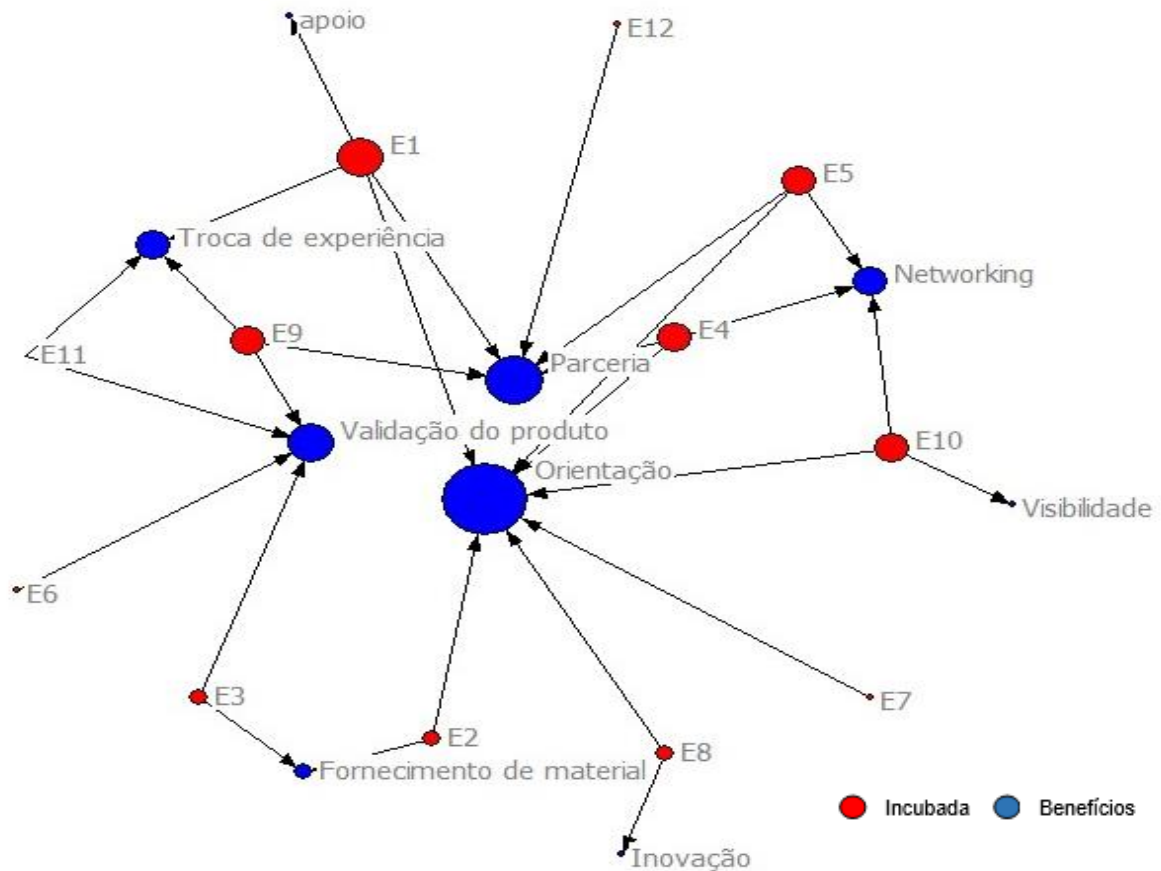 apoio
E12
E1
E5
Troca de experiência
Networking
E4
E9
E11
Parceria
Validação do produto
E10
Orientação
Visibilidade
E6
E3
E7
E2
E8
Fornecimento de material
Incubada
Benefícios
Inovação